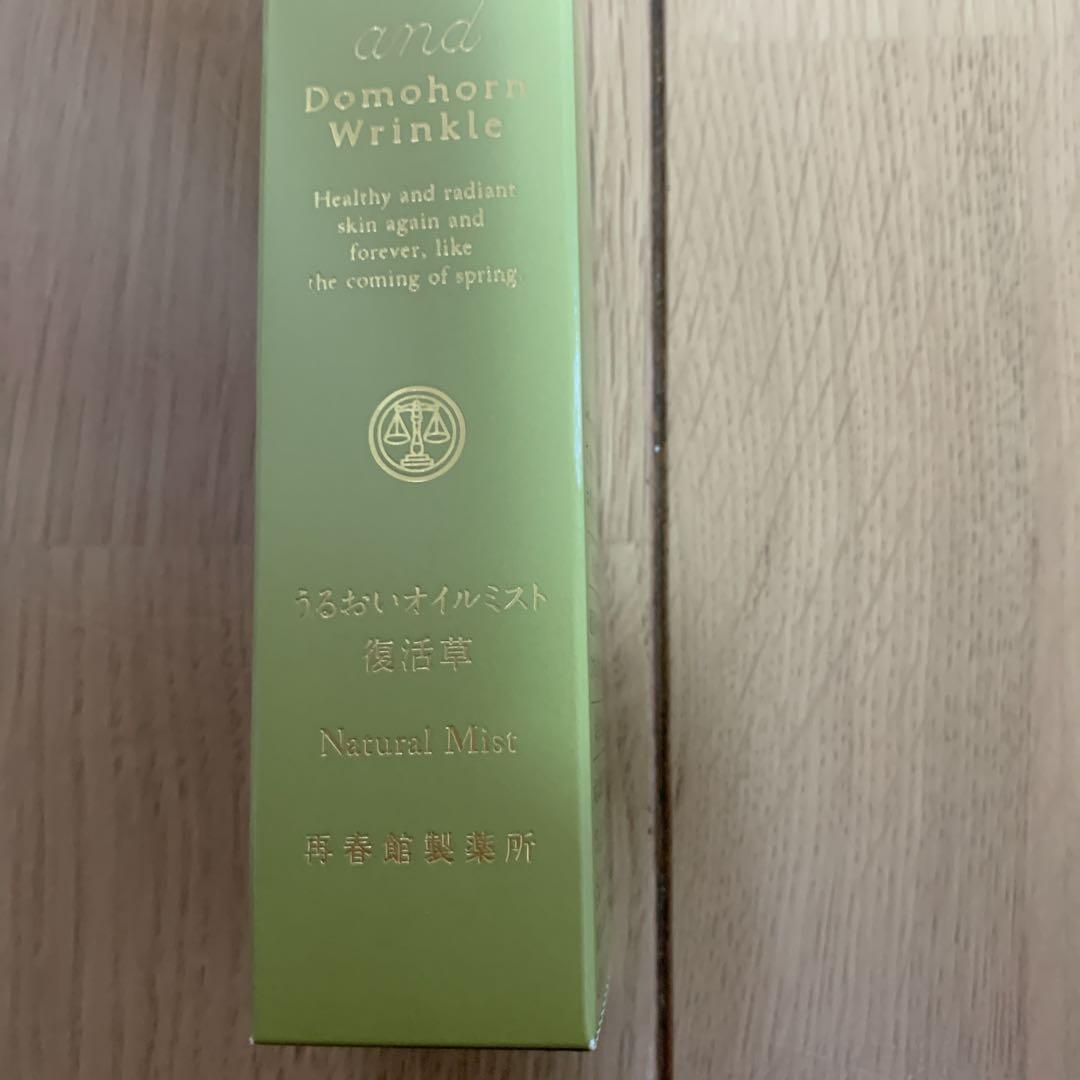 and
Domohorn
Wrinkle
Healthy and radiant
skin again and
forever, like
the coming of spring.
うるおいオイルミスト
復活草
Natural Mist
再春館製薬所